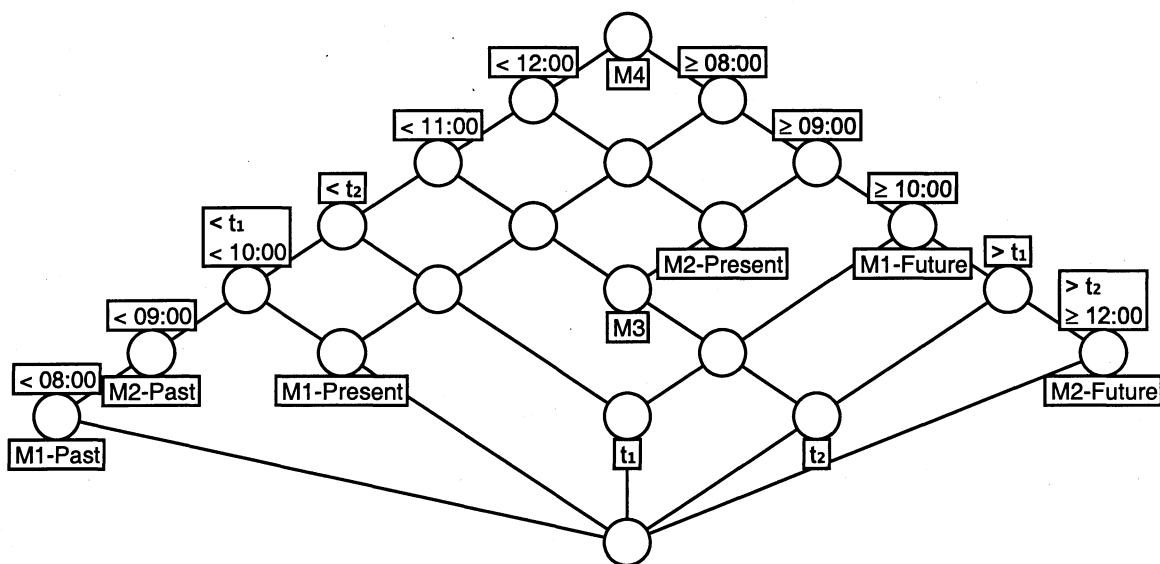 < 12:00
M4
≥ 08:00
< 11:00
≥ 09:00
< t₂
≥ 10:00
< t₁
< 10:00
M2-Present
M1-Future
> t₁
> t₂
≥ 12:00
< 09:00
M3
< 08:00
M2-Past
M1-Present
M2-Future
M1-Past
t₁
t₂